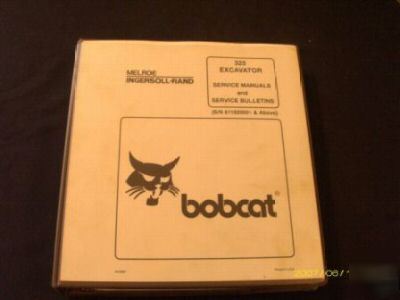 MELROE
INGERSOLL-RAND
325
EXCAVATOR
SERVICE MANUALS
and
SERVICE BULLETINS
& Above)
bobcat®